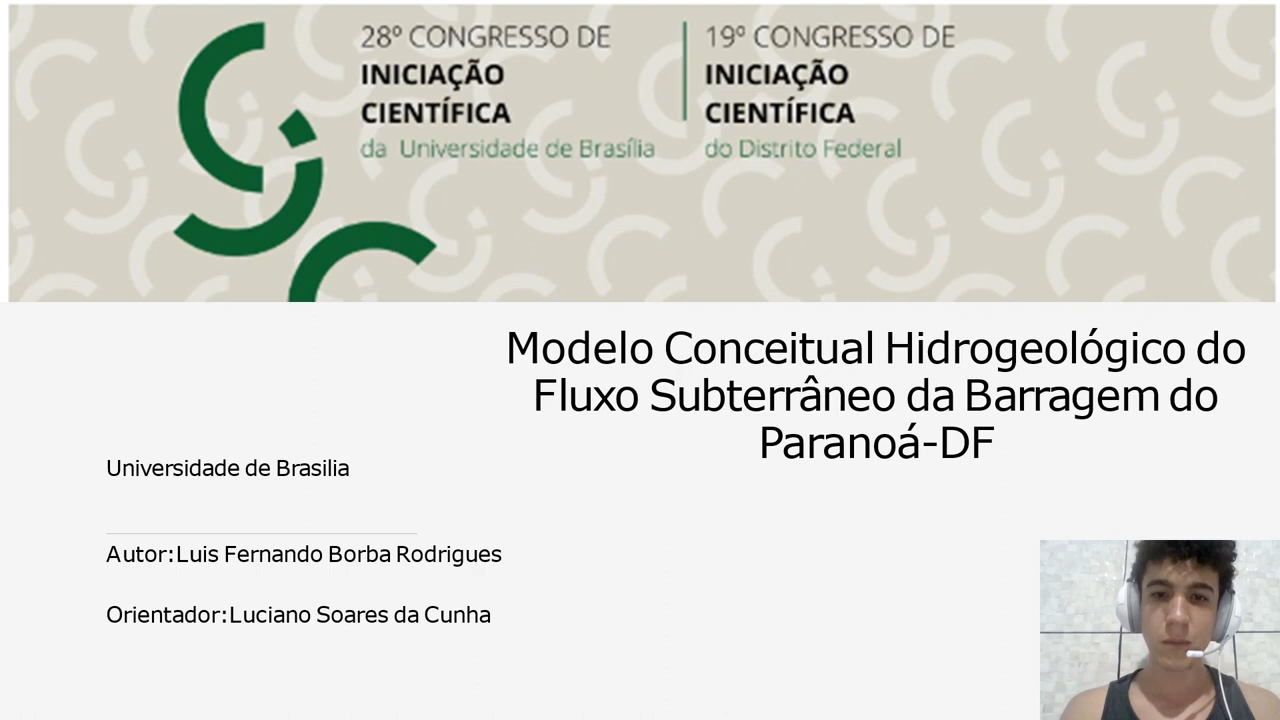 28º CONGRESSO DE
INICIAÇÃO
CIENTÍFICA
da Universidade de Brasília
19º CONGRESSO DE
INICIAÇÃO
CIENTÍFICA
do Distrito Federal
Modelo Conceitual Hidrogeológico do
Fluxo Subterrâneo da Barragem do
Paranoá-DF
Universidade de Brasilia
Autor:Luis Fernando Borba Rodrigues
Orientador:Luciano Soares da Cunha